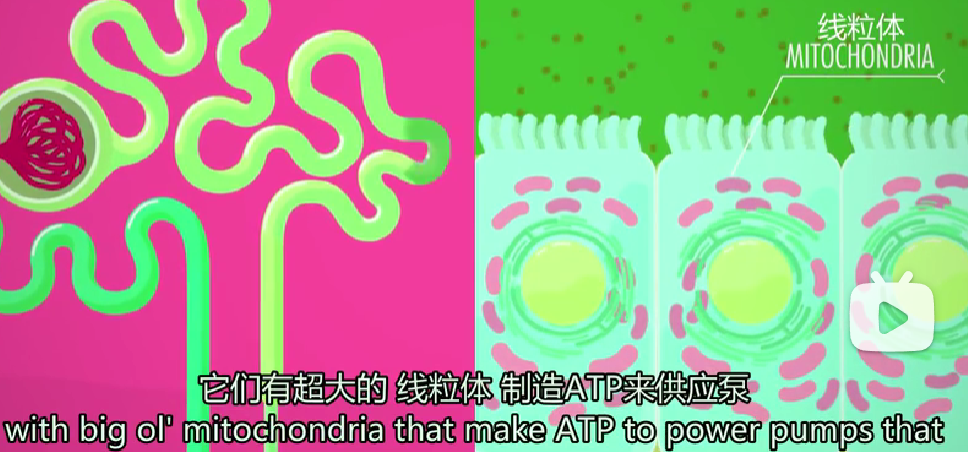 线粒体
MITOCHONDRIA
它们有超大的 线粒体 制造ATP来供应泵
with big ol' mitochondria that make ATP to power pumps that